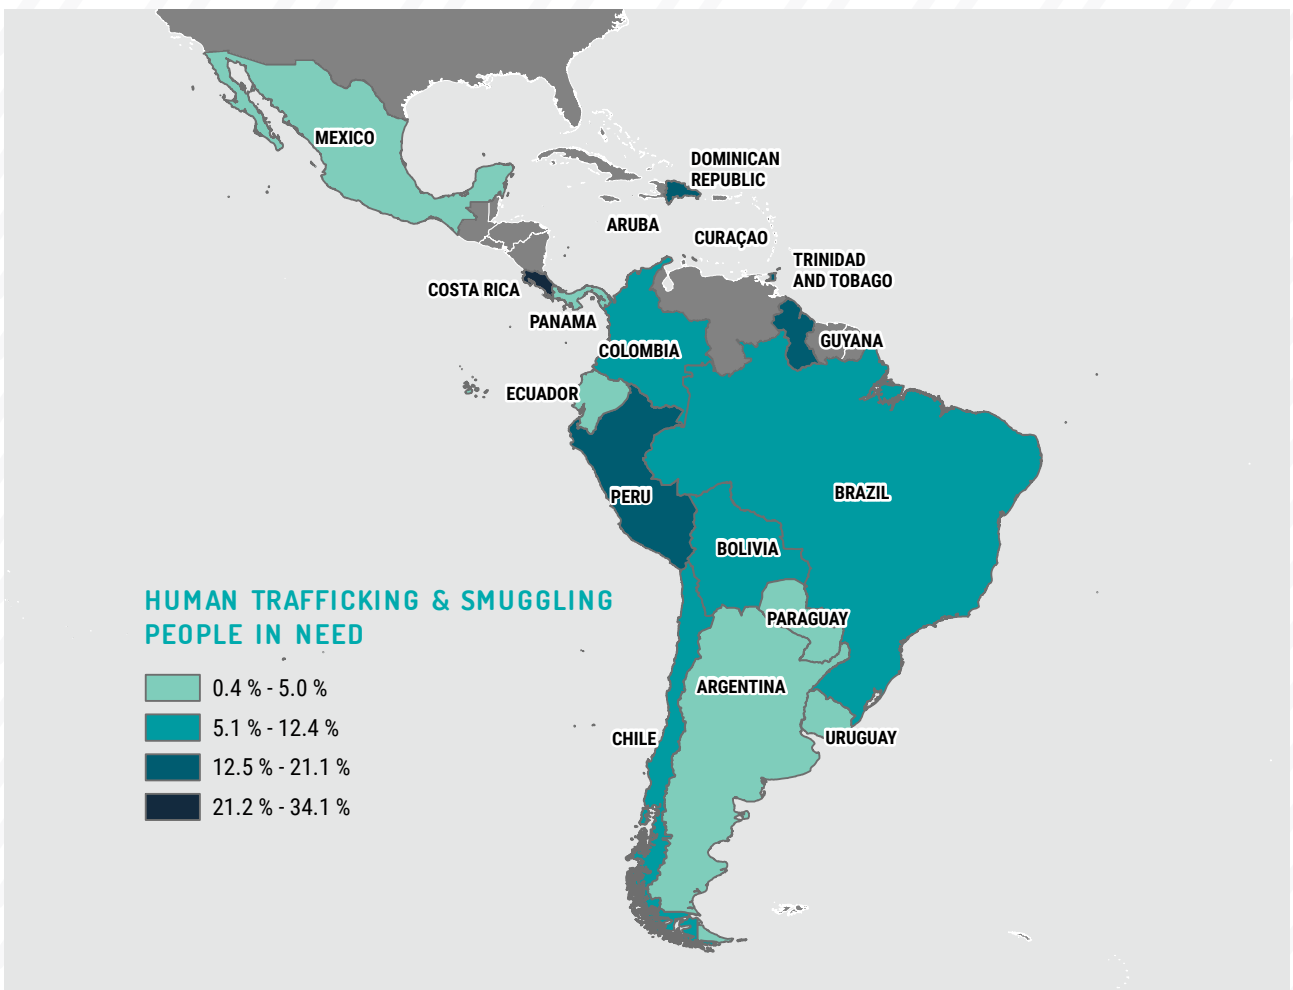 MEXICO
DOMINICAN
REPUBLIC
ARUBA
CURAÇAO
TRINIDAD
AND TOBAGO
COSTA RICA
PANAMA
GUYANA
COLOMBIA
ECUADOR
PERU
BRAZIL
BOLIVIA
PARAGUAY
ARGENTINA
CHILE
URUGUAY
HUMAN TRAFFICKING & SMUGGLING
PEOPLE IN NEED
0.4 % - 5.0 %
5.1 % - 12.4 %
12.5 % - 21.1 %
21.2 % - 34.1 %